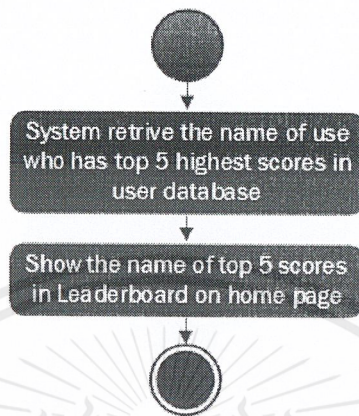 System retrive the name of use
who has top 5 highest scores in
user database
Show the name of top 5 scores
in Leaderboard on home page